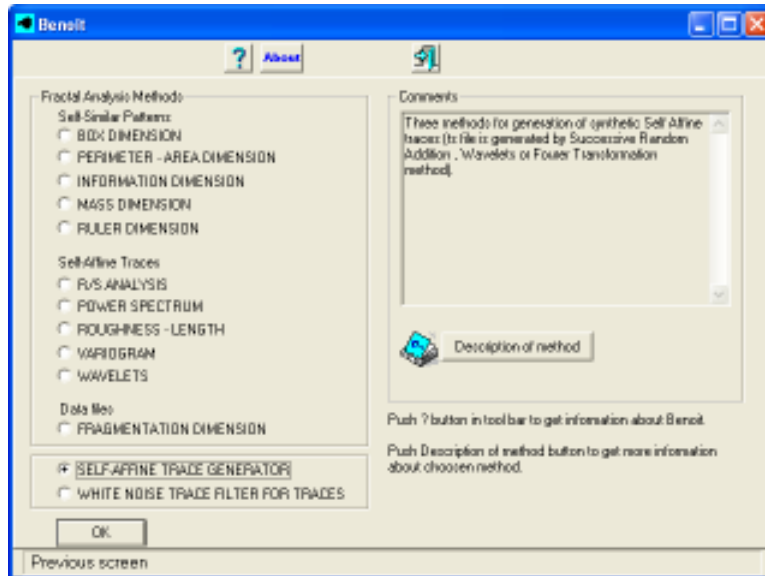 Benoit
? About
Fractal Analysis Methods
Self-Similar Patterns
BOX DIMENSION
PERIMETER - AREA DIMENSION
INFORMATION DIMENSION
MASS DIMENSION
RULER DIMENSION
Self-Affine Traces
R/S ANALYSIS
POWER SPECTRUM
ROUGHNESS - LENGTH
VARIOGRAM
WAVELETS
Data files
FRAGMENTATION DIMENSION
SELF-AFFINE TRACE GENERATOR
WHITE NOISE TRACE FILTER FOR TRACES
OK
Comments
Three methods for generation of synthetic Self Affine
traces (ts file is generated by Successive Random
Addition , Wavelets or Fourer Transformation
method).
Description of method
Push ? button in tool bar to get information about Benoit.
Push Description of method button to get more information
about choosen method.
Previous screen